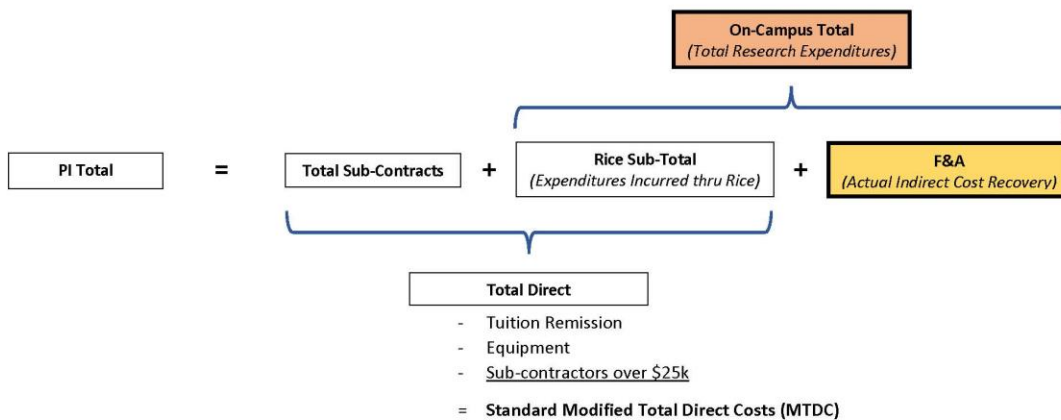 On-Campus Total
(Total Research Expenditures)
PI Total
=
Total Sub-Contracts
+
Rice Sub-Total
(Expenditures Incurred thru Rice)
+
F&A
(Actual Indirect Cost Recovery)
Total Direct
- Tuition Remission
- Equipment
- Sub-contractors over $25k
= Standard Modified Total Direct Costs (MTDC)